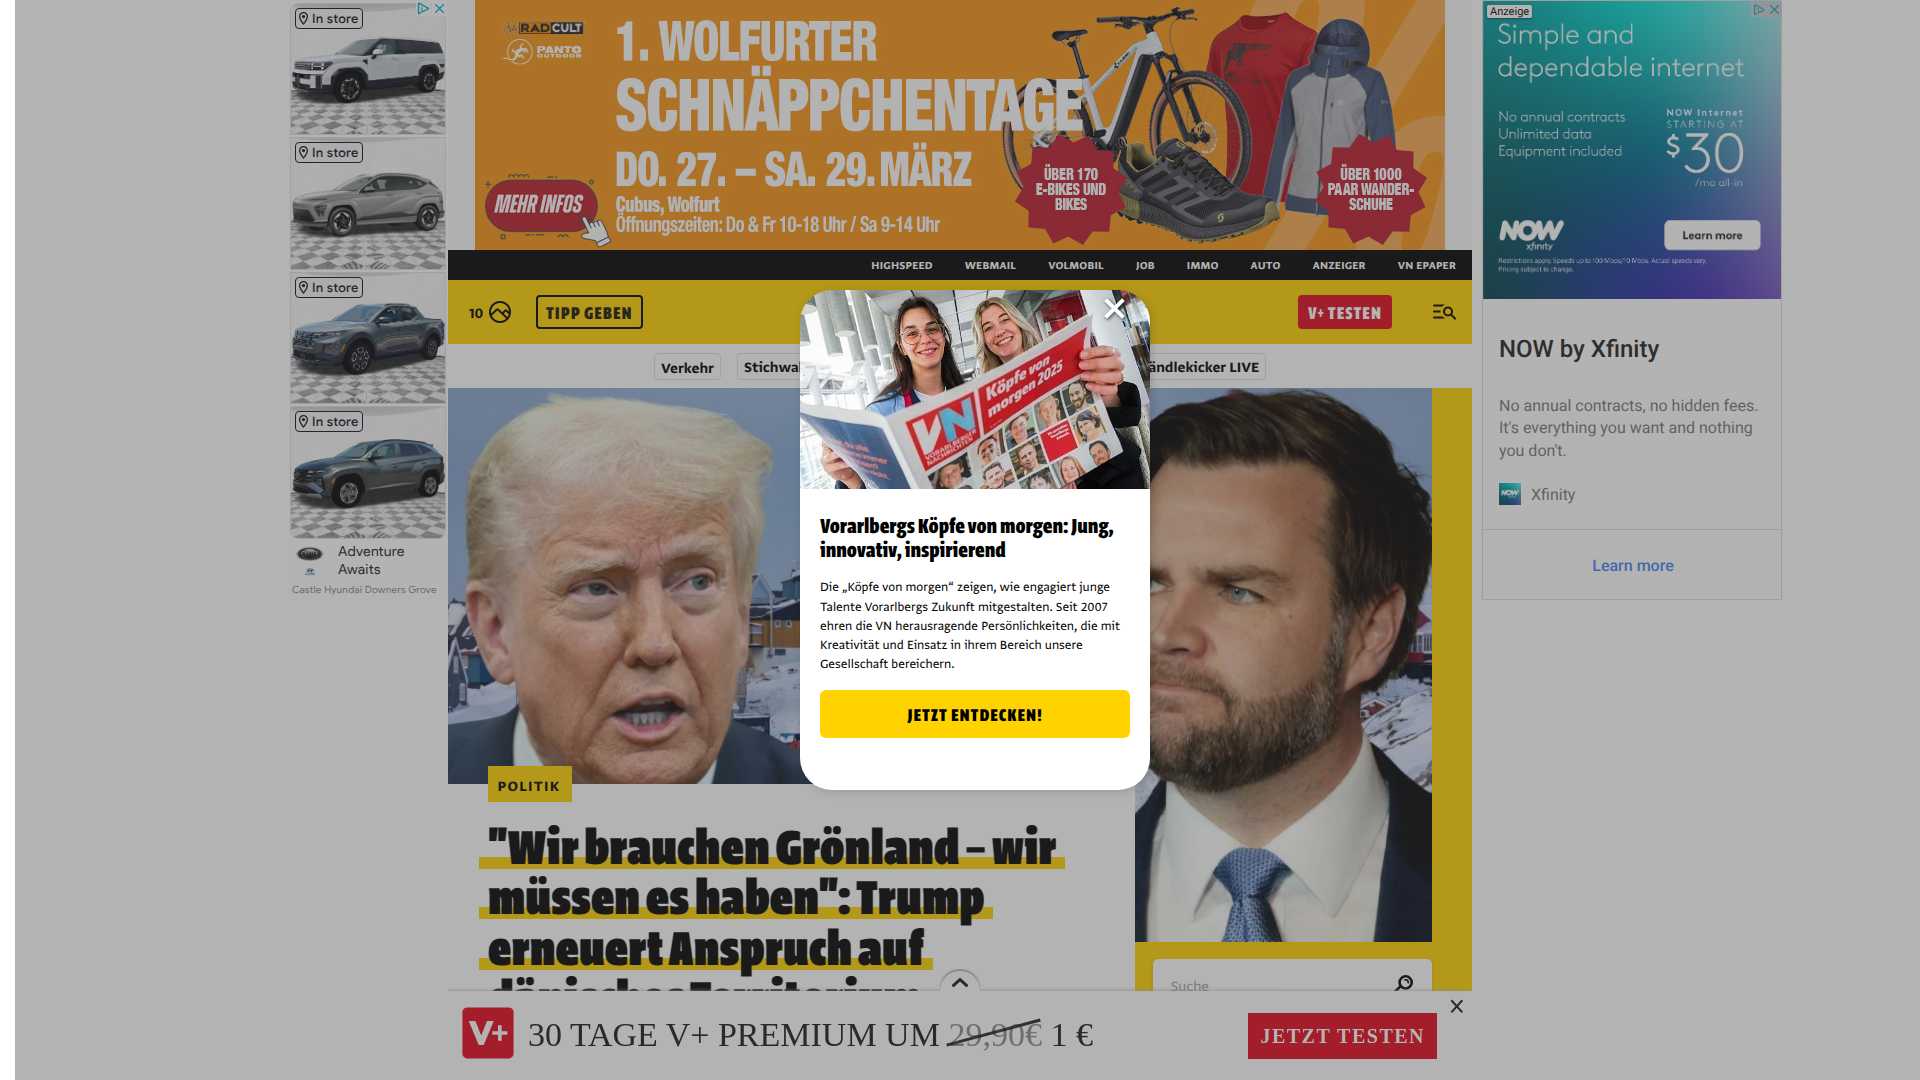 In store
In store
In store
In store
Adventure
Awaits
Castle Hyundai Downers Grove
RADCULT
PANTO
OUTDOOR
1. WOLFURTER
SCHNÄPPCHENTAGE
DO. 27. – SA. 29. MÄRZ
Cubus, Wolfurt
Öffnungszeiten: Do & Fr 10-18 Uhr / Sa 9-14 Uhr
MEHR INFOS
ÜBER 170
E-BIKES UND
BIKES
ÜBER 1000
PAAR WANDER-
SCHUHE
Anzeige
Simple and
dependable internet
No annual contracts
Unlimited data
Equipment included
NOW Internet
STARTING AT
$30
/mo all-in
NOW
xfinity
Learn more
Restrictions apply. Speeds up to 100 Mbps/10 Mbps. Actual speeds vary.
Pricing subject to change.
NOW by Xfinity
No annual contracts, no hidden fees.
It's everything you want and nothing
you don't.
NOW
Xfinity
Learn more
HIGHSPEED WEBMAIL VOLMOBIL JOB IMMO AUTO ANZEIGER VN EPAPER
10
TIPP GEBEN
V+ TESTEN
Verkehr
Stichwa
ändlekicker LIVE
Köpfe von
morgen 2025
VN
VORARLBERGER
NACHRICHTEN
Vorarlbergs Köpfe von morgen: Jung,
innovativ, inspirierend
Die „Köpfe von morgen“ zeigen, wie engagiert junge
Talente Vorarlbergs Zukunft mitgestalten. Seit 2007
ehren die VN herausragende Persönlichkeiten, die mit
Kreativität und Einsatz in ihrem Bereich unsere
Gesellschaft bereichern.
JETZT ENTDECKEN!
POLITIK
"Wir brauchen Grönland – wir
müssen es haben": Trump
erneuert Anspruch auf
dänisches Territorium
Suche
V+
30 TAGE V+ PREMIUM UM 29,90€ 1 €
JETZT TESTEN